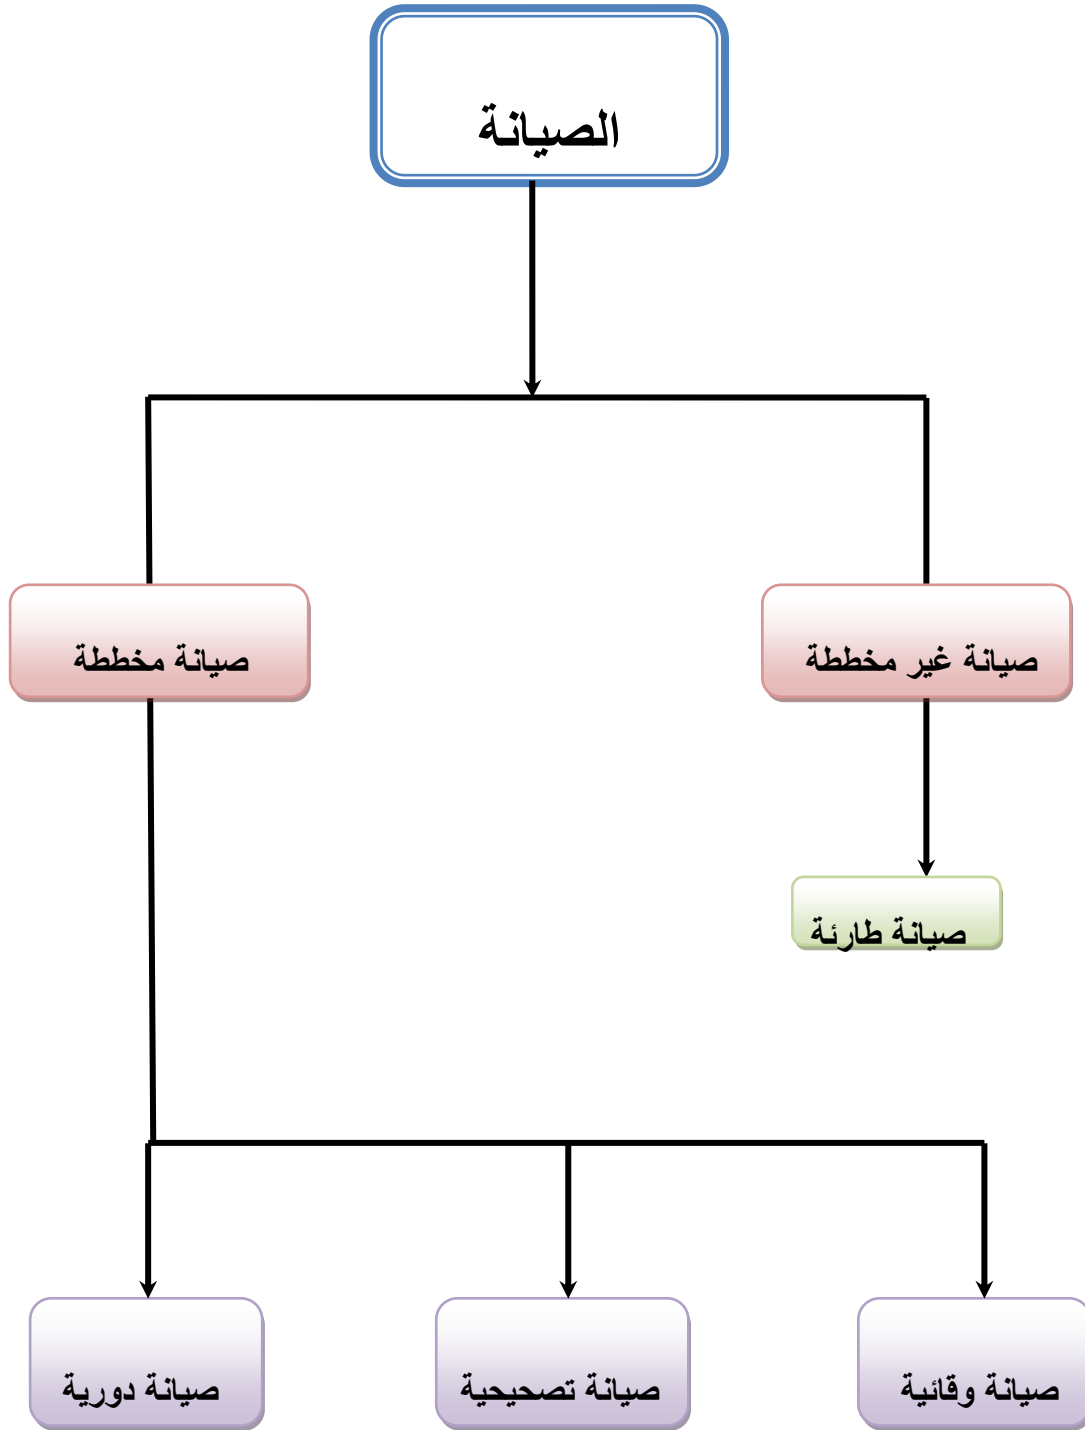 الصيانة
صيانة غير مخططة
صيانة مخططة
صيانة طارئة
صيانة وقائية
صيانة تصحيحية
صيانة دورية